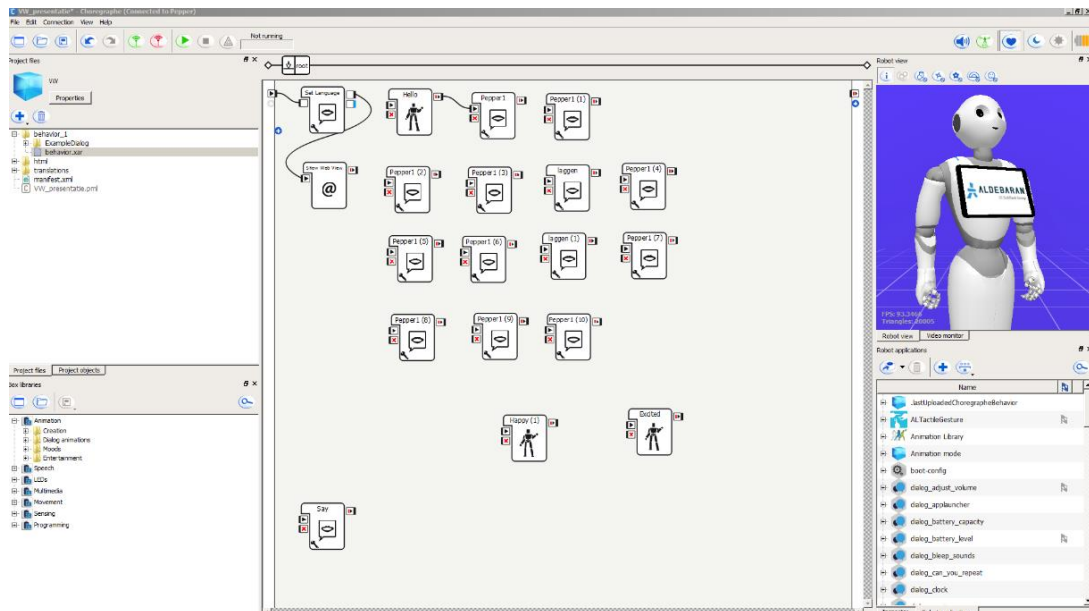 VW_presentatie* - Choregraphe (Connected to Pepper)
File Edit Connection View Help
Not running
Project files
VW
Properties
behavior_1
ExampleDialog
behavior.xar
html
translations
manifest.xml
VW_presentatie.pml
Project files Project objects
Box libraries
Animation
Creation
Dialog animations
Moods
Entertainment
Speech
LEDs
Multimedia
Movement
Sensing
Programming
root
Set Language
Hello
Pepper1
Pepper1 (1)
Show Web View
@
Pepper1 (2)
Pepper1 (3)
laggen
Pepper1 (4)
Pepper1 (5)
Pepper1 (6)
laggen (1)
Pepper1 (7)
Pepper1 (8)
Pepper1 (9)
Pepper1 (10)
Happy (1)
Excited
Say
Robot view
ALDEBARAN
Robot view Video monitor
Robot applications
Name
.lastUploadedChoregrapheBehavior
ALTactileGesture
Animation Library
Animation mode
boot-config
dialog_adjust_volume
dialog_applauncher
dialog_battery_capacity
dialog_battery_level
dialog_bleep_sounds
dialog_can_you_repeat
dialog_clock